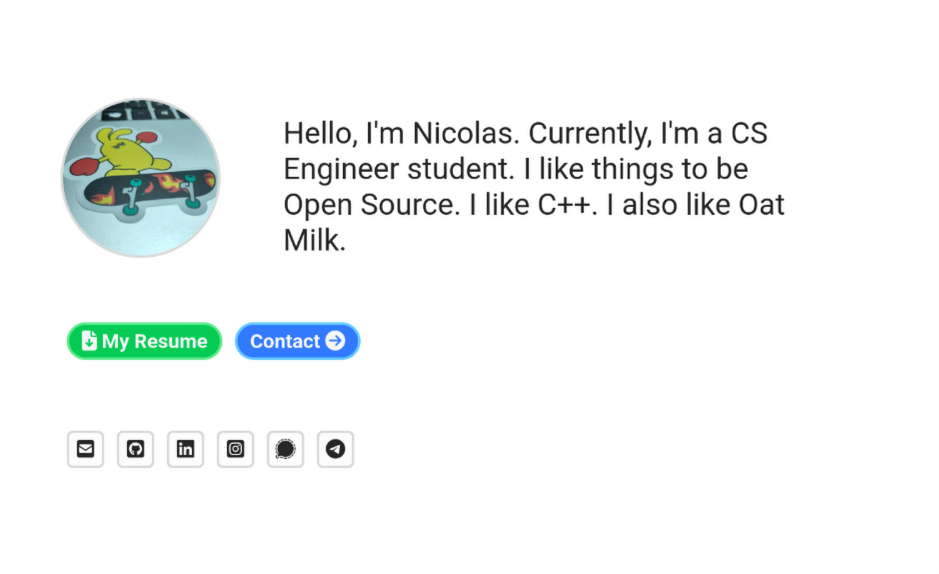 Hello, I'm Nicolas. Currently, I'm a CS
Engineer student. I like things to be
Open Source. I like C++. I also like Oat
Milk.
My Resume
Contact
in